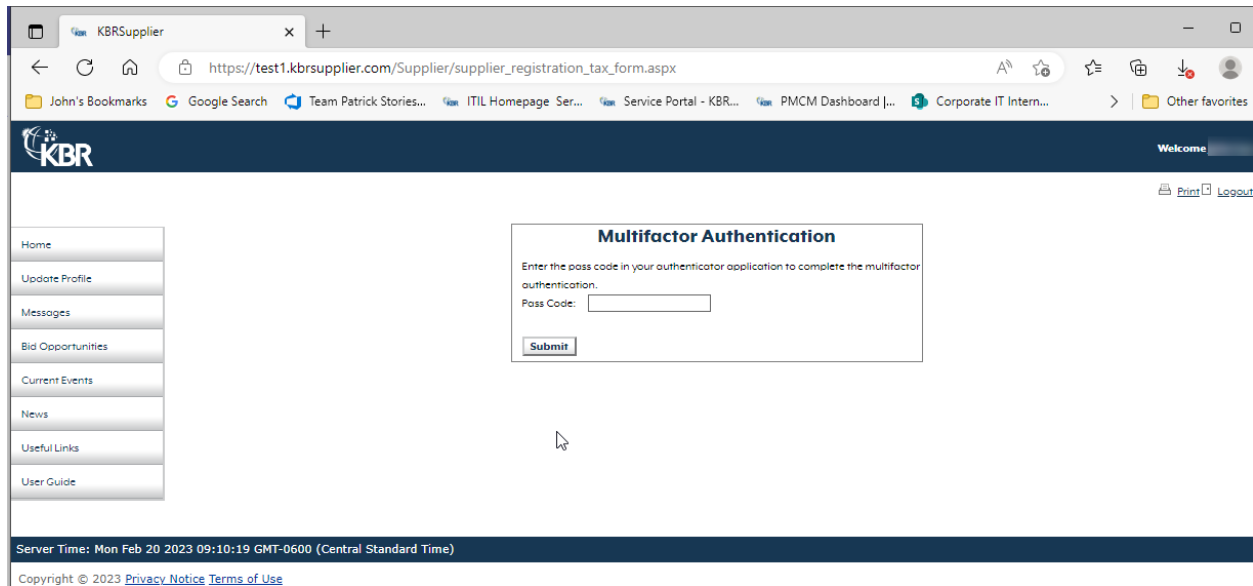 KBRSupplier
https://test1.kbrsupplier.com/Supplier/supplier_registration_tax_form.aspx
John's Bookmarks Google Search Team Patrick Stories... ITIL Homepage Ser... Service Portal - KBR... PMCM Dashboard |... Corporate IT Intern... Other favorites
KBR
Welcome
Print Logout
Home
Update Profile
Messages
Bid Opportunities
Current Events
News
Useful Links
User Guide
Multifactor Authentication
Enter the pass code in your authenticator application to complete the multifactor
authentication.
Pass Code:
Submit
Server Time: Mon Feb 20 2023 09:10:19 GMT-0600 (Central Standard Time)
Copyright © 2023 Privacy Notice Terms of Use